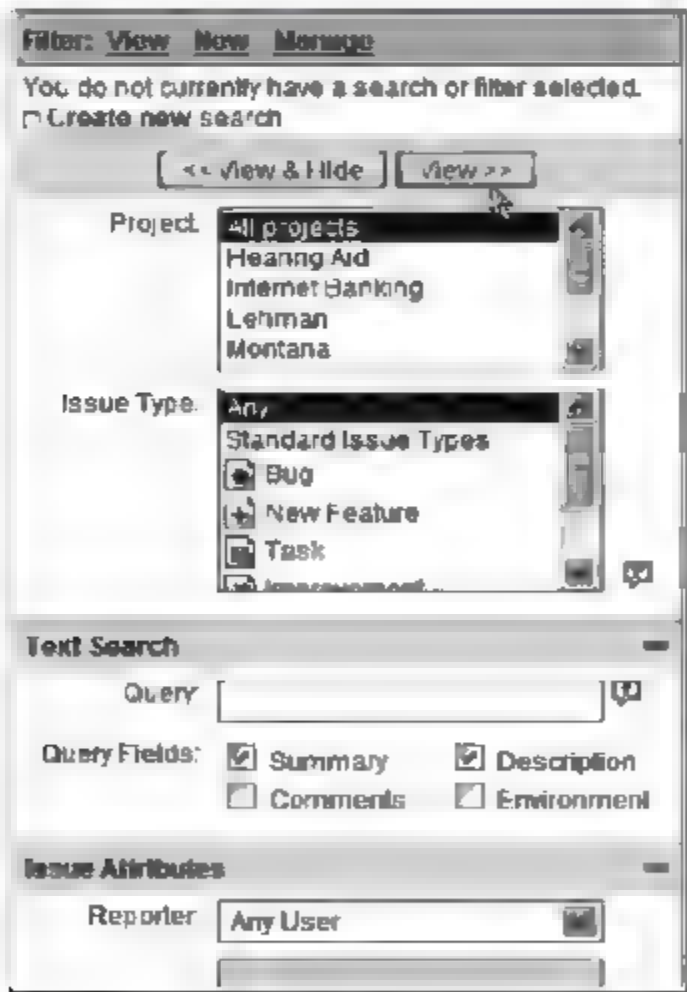 Filter: View New Manage
You do not currently have a search or filter selected.
Create new search
<< View & Hide View >>
Project: All projects
Hearing Aid
Internet Banking
Lehman
Montana
Issue Type: Any
Standard Issue Types
Bug
New Feature
Task
Improvement
Text Search
Query:
Query Fields: Summary Description
Comments Environment
Issue Attributes
Reporter: Any User